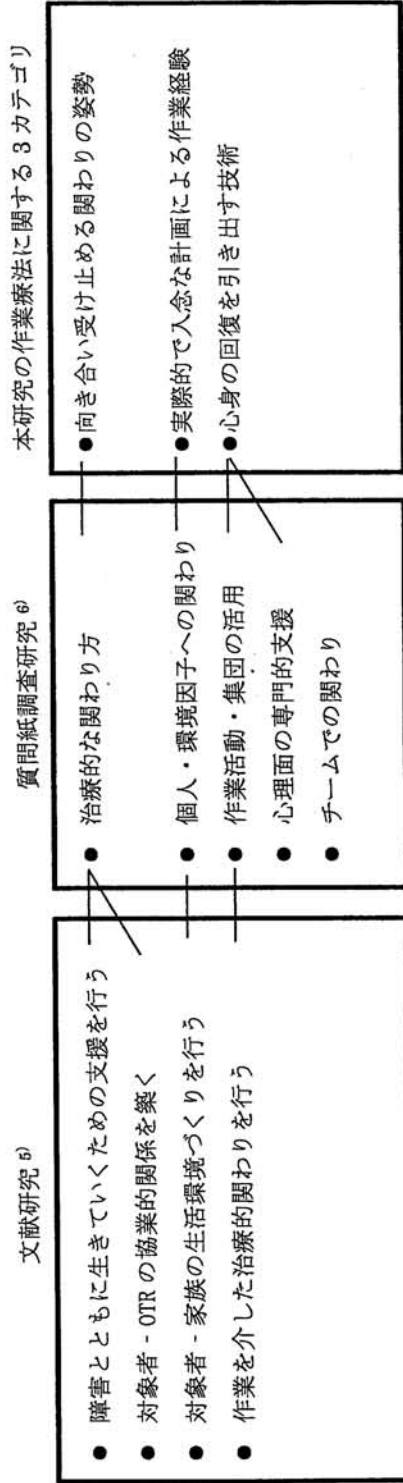 文献研究 5)
● 障害とともに生きていくための支援を行う
● 対象者 - OTR の協業的関係を築く
● 対象者 - 家族の生活環境づくりを行う
● 作業を介した治療的関わりを行う
質問紙調査研究 6)
● 治療的な関わり方
● 個人・環境因子への関わり
● 作業活動・集団の活用
● 心理面の専門的支援
● チームでの関わり
本研究の作業療法に関する 3 カテゴリ
● 向き合い受け止める関わりの姿勢
● 実際的で入念な計画による作業経験
● 心身の回復を引き出す技術